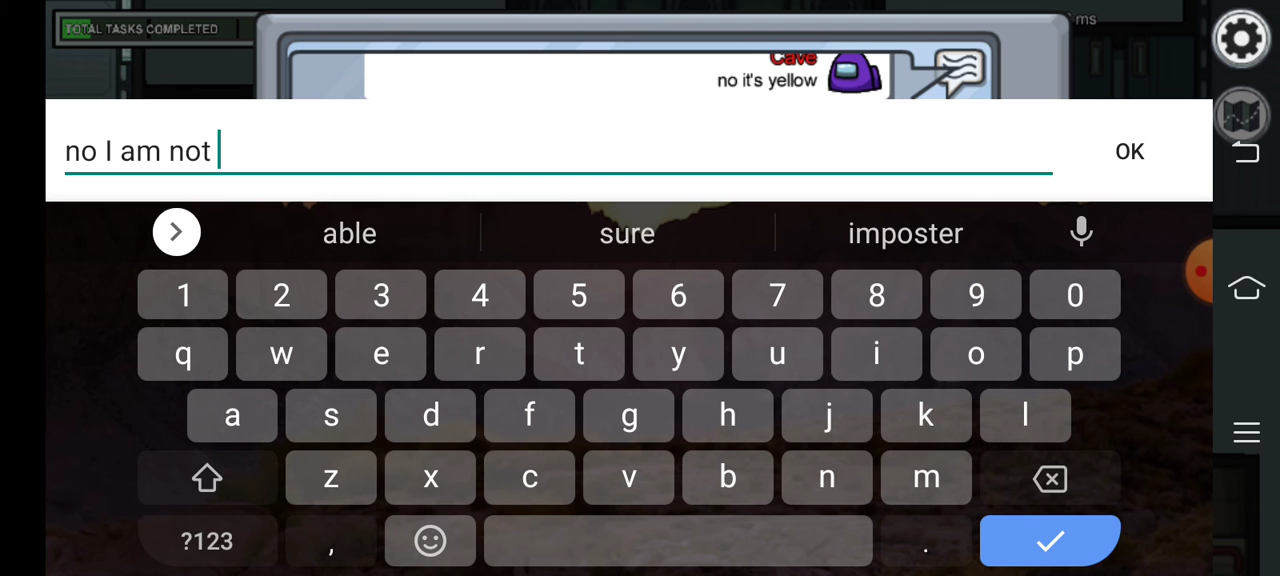 TOTAL TASKS COMPLETED
ms
Cave
no it's yellow
no I am not
OK
able
sure
imposter
1 2 3 4 5 6 7 8 9 0
q w e r t y u i o p
a s d f g h j k l
z x c v b n m
?123 , .